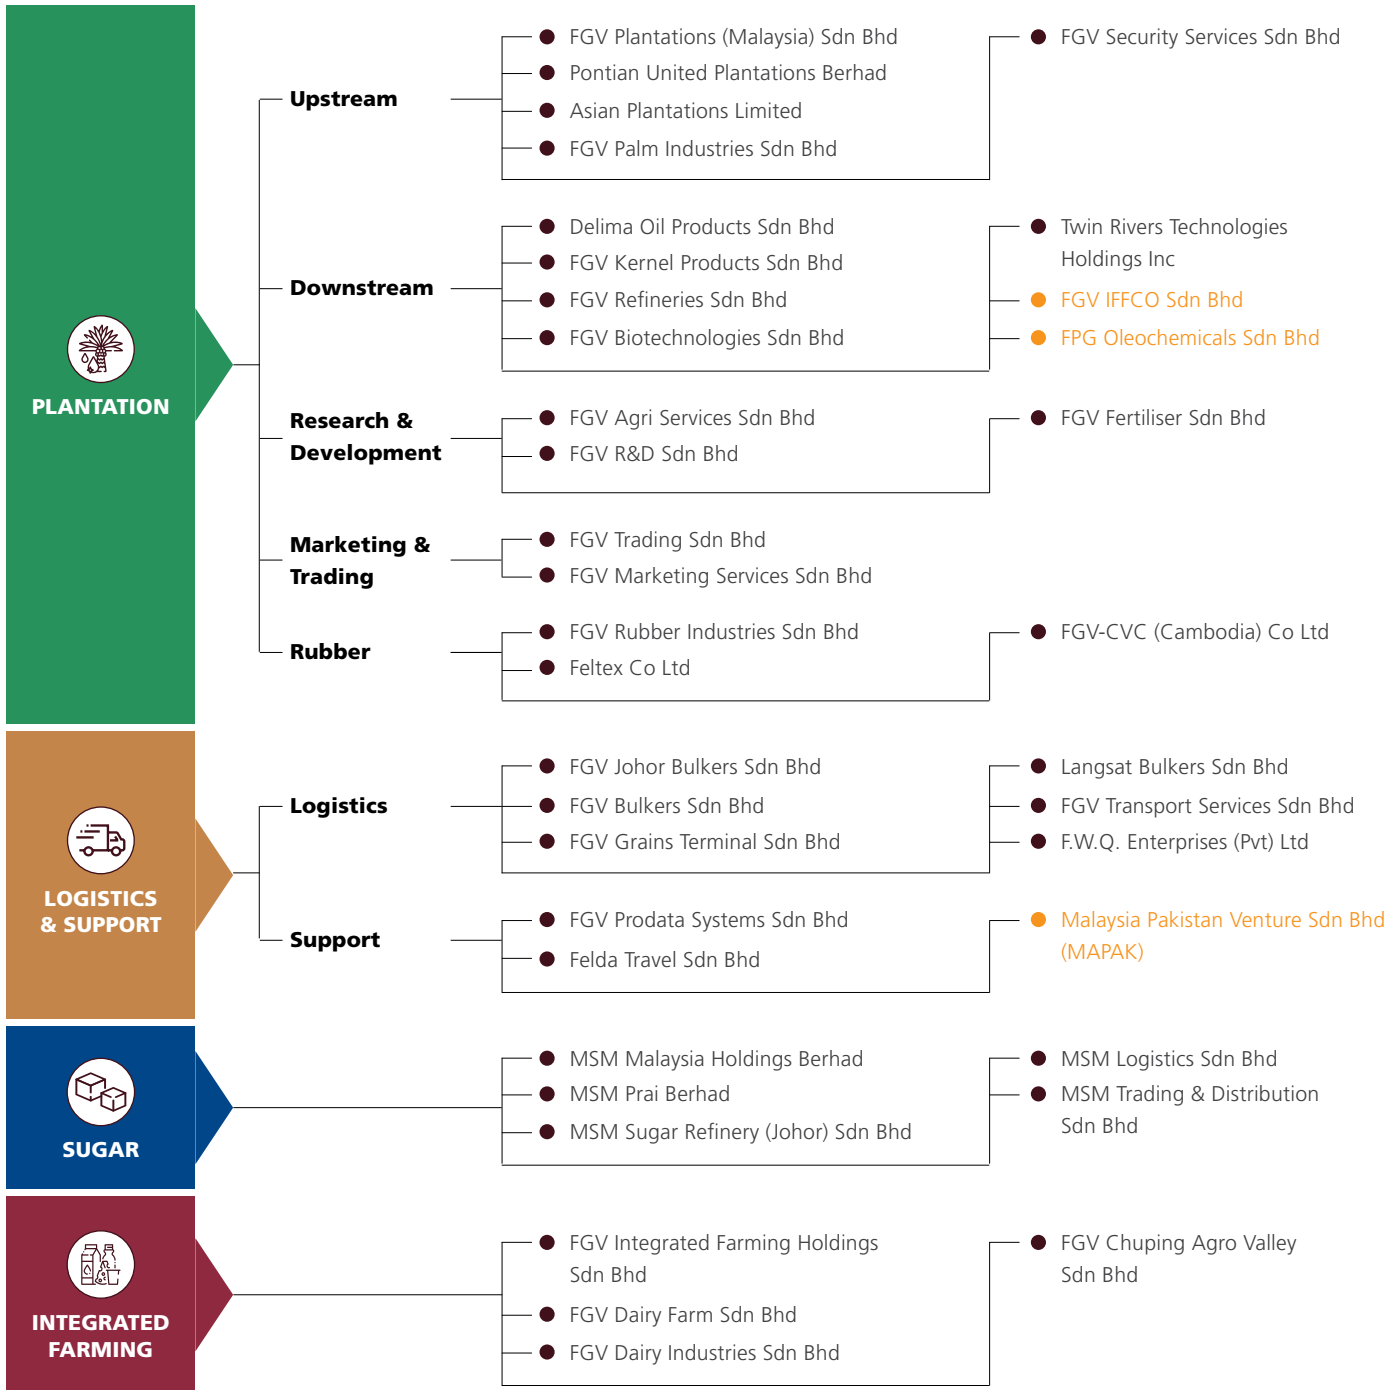 PLANTATION
Upstream
FGV Plantations (Malaysia) Sdn Bhd
Pontian United Plantations Berhad
Asian Plantations Limited
FGV Palm Industries Sdn Bhd
FGV Security Services Sdn Bhd
Downstream
Delima Oil Products Sdn Bhd
FGV Kernel Products Sdn Bhd
FGV Refineries Sdn Bhd
FGV Biotechnologies Sdn Bhd
Twin Rivers Technologies
Holdings Inc
FGV IFFCO Sdn Bhd
FPG Oleochemicals Sdn Bhd
Research &
Development
FGV Agri Services Sdn Bhd
FGV R&D Sdn Bhd
FGV Fertiliser Sdn Bhd
Marketing &
Trading
FGV Trading Sdn Bhd
FGV Marketing Services Sdn Bhd
Rubber
FGV Rubber Industries Sdn Bhd
Feltex Co Ltd
FGV-CVC (Cambodia) Co Ltd
LOGISTICS
& SUPPORT
Logistics
FGV Johor Bulkers Sdn Bhd
FGV Bulkers Sdn Bhd
FGV Grains Terminal Sdn Bhd
Langsat Bulkers Sdn Bhd
FGV Transport Services Sdn Bhd
F.W.Q. Enterprises (Pvt) Ltd
Support
FGV Prodata Systems Sdn Bhd
Felda Travel Sdn Bhd
Malaysia Pakistan Venture Sdn Bhd
(MAPAK)
SUGAR
MSM Malaysia Holdings Berhad
MSM Prai Berhad
MSM Sugar Refinery (Johor) Sdn Bhd
MSM Logistics Sdn Bhd
MSM Trading & Distribution
Sdn Bhd
INTEGRATED
FARMING
FGV Integrated Farming Holdings
Sdn Bhd
FGV Dairy Farm Sdn Bhd
FGV Dairy Industries Sdn Bhd
FGV Chuping Agro Valley
Sdn Bhd